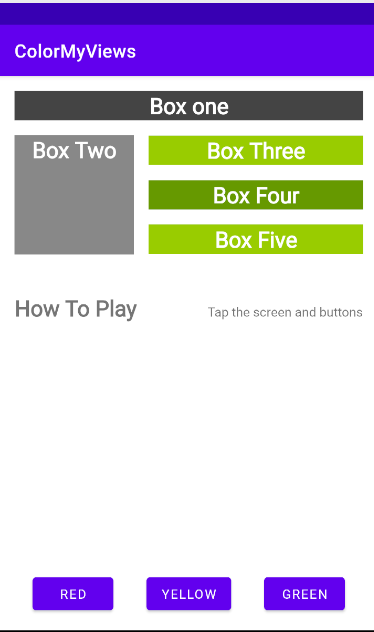 ColorMyViews
Box one
Box Two
Box Three
Box Four
Box Five
How To Play
Tap the screen and buttons
RED
YELLOW
GREEN